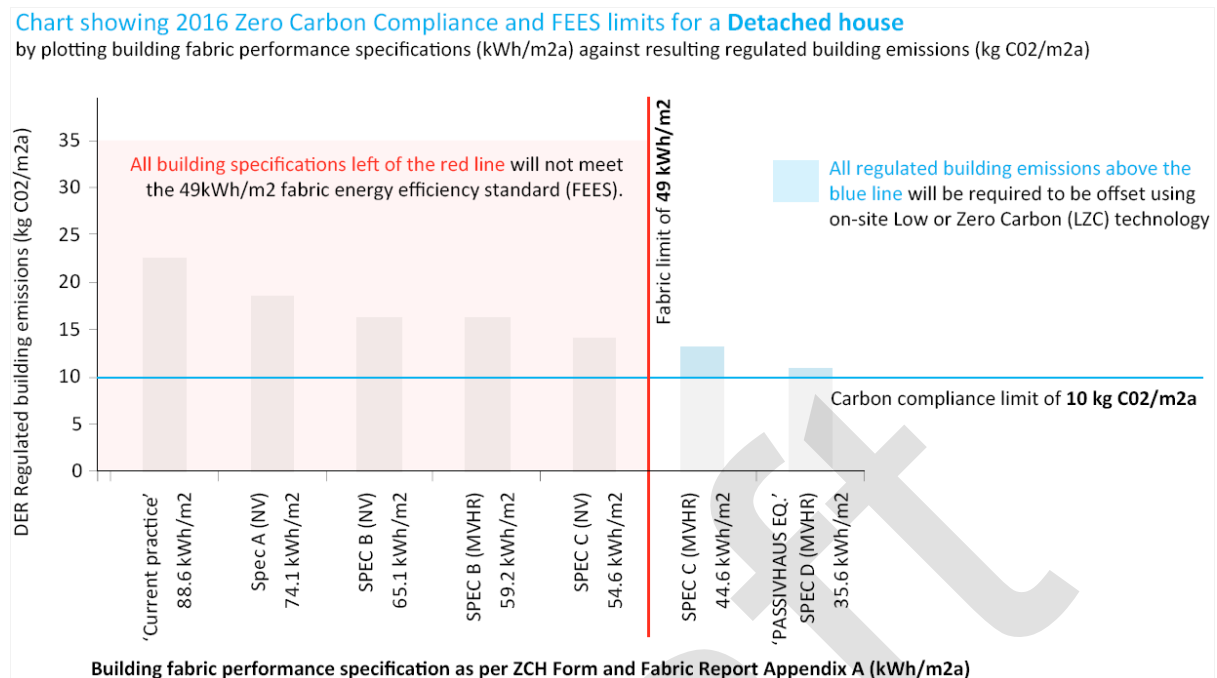 Chart showing 2016 Zero Carbon Compliance and FEES limits for a Detached house
by plotting building fabric performance specifications (kWh/m2a) against resulting regulated building emissions (kg C02/m2a)
DER Regulated building emissions (kg C02/m2a)
35
30
25
20
15
10
5
0
All building specifications left of the red line will not meet
the 49kWh/m2 fabric energy efficiency standard (FEES).
Fabric limit of 49 kWh/m2
All regulated building emissions above the
blue line will be required to be offset using
on-site Low or Zero Carbon (LZC) technology
Carbon compliance limit of 10 kg C02/m2a
‘Current practice’
88.6 kWh/m2
Spec A (NV)
74.1 kWh/m2
SPEC B (NV)
65.1 kWh/m2
SPEC B (MVHR)
59.2 kWh/m2
SPEC C (NV)
54.6 kWh/m2
SPEC C (MVHR)
44.6 kWh/m2
‘PASSIVHAUS EQ.’
SPEC D (MVHR)
35.6 kWh/m2
Building fabric performance specification as per ZCH Form and Fabric Report Appendix A (kWh/m2a)
ft